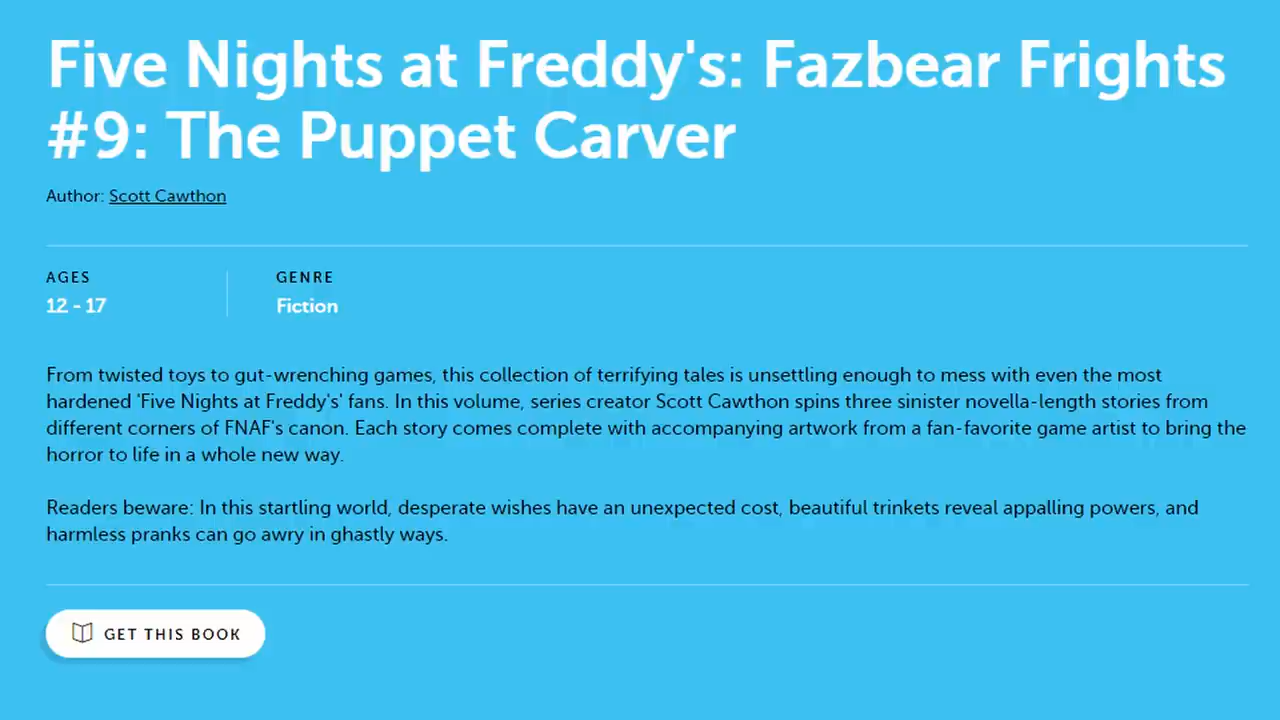 Five Nights at Freddy's: Fazbear Frights
#9: The Puppet Carver
Author: Scott Cawthon
AGES
12 - 17
GENRE
Fiction
From twisted toys to gut-wrenching games, this collection of terrifying tales is unsettling enough to mess with even the most
hardened 'Five Nights at Freddy's' fans. In this volume, series creator Scott Cawthon spins three sinister novella-length stories from
different corners of FNAF's canon. Each story comes complete with accompanying artwork from a fan-favorite game artist to bring the
horror to life in a whole new way.
Readers beware: In this startling world, desperate wishes have an unexpected cost, beautiful trinkets reveal appalling powers, and
harmless pranks can go awry in ghastly ways.
GET THIS BOOK